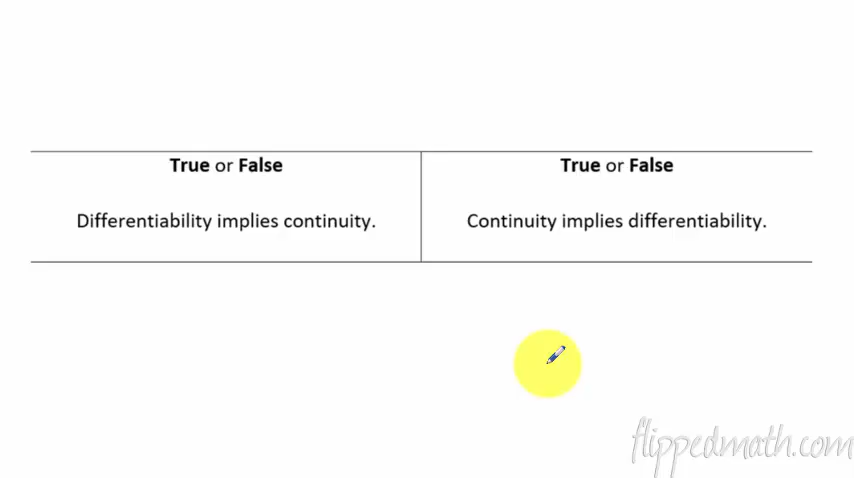 True or False
Differentiability implies continuity.
True or False
Continuity implies differentiability.
flippedmath.com